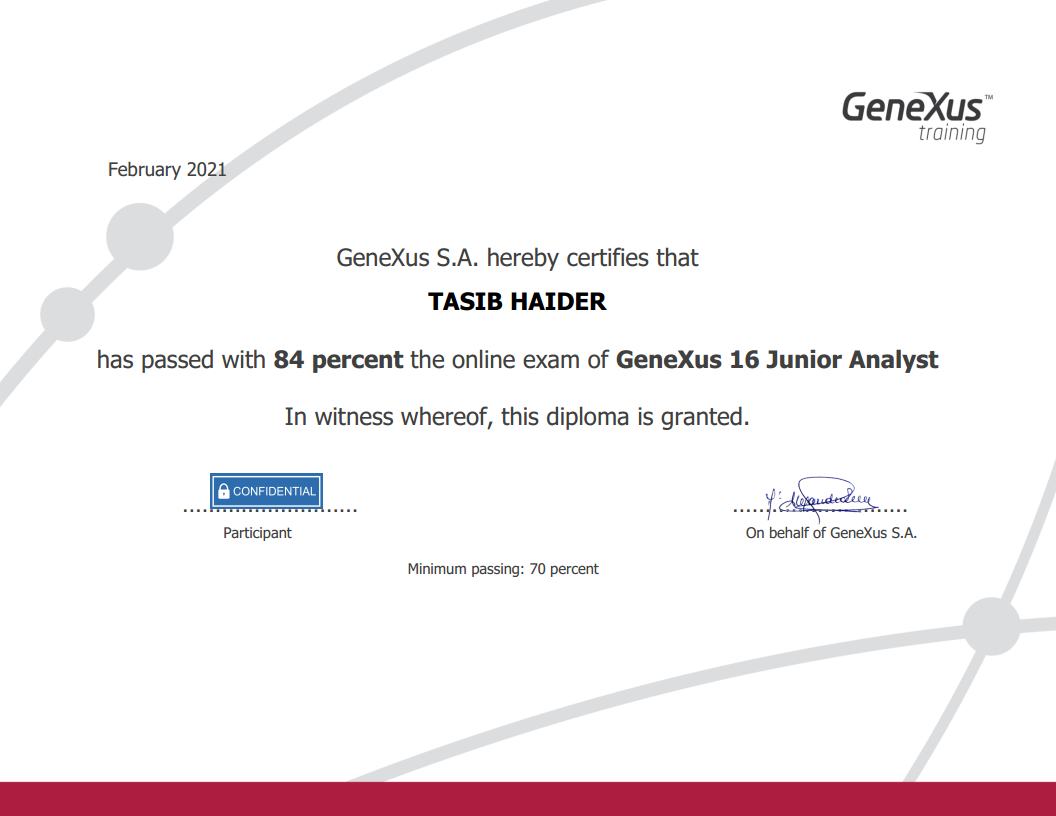 GeneXus™
training
February 2021
GeneXus S.A. hereby certifies that
TASIB HAIDER
has passed with 84 percent the online exam of GeneXus 16 Junior Analyst
In witness whereof, this diploma is granted.
CONFIDENTIAL
Participant
On behalf of GeneXus S.A.
Minimum passing: 70 percent